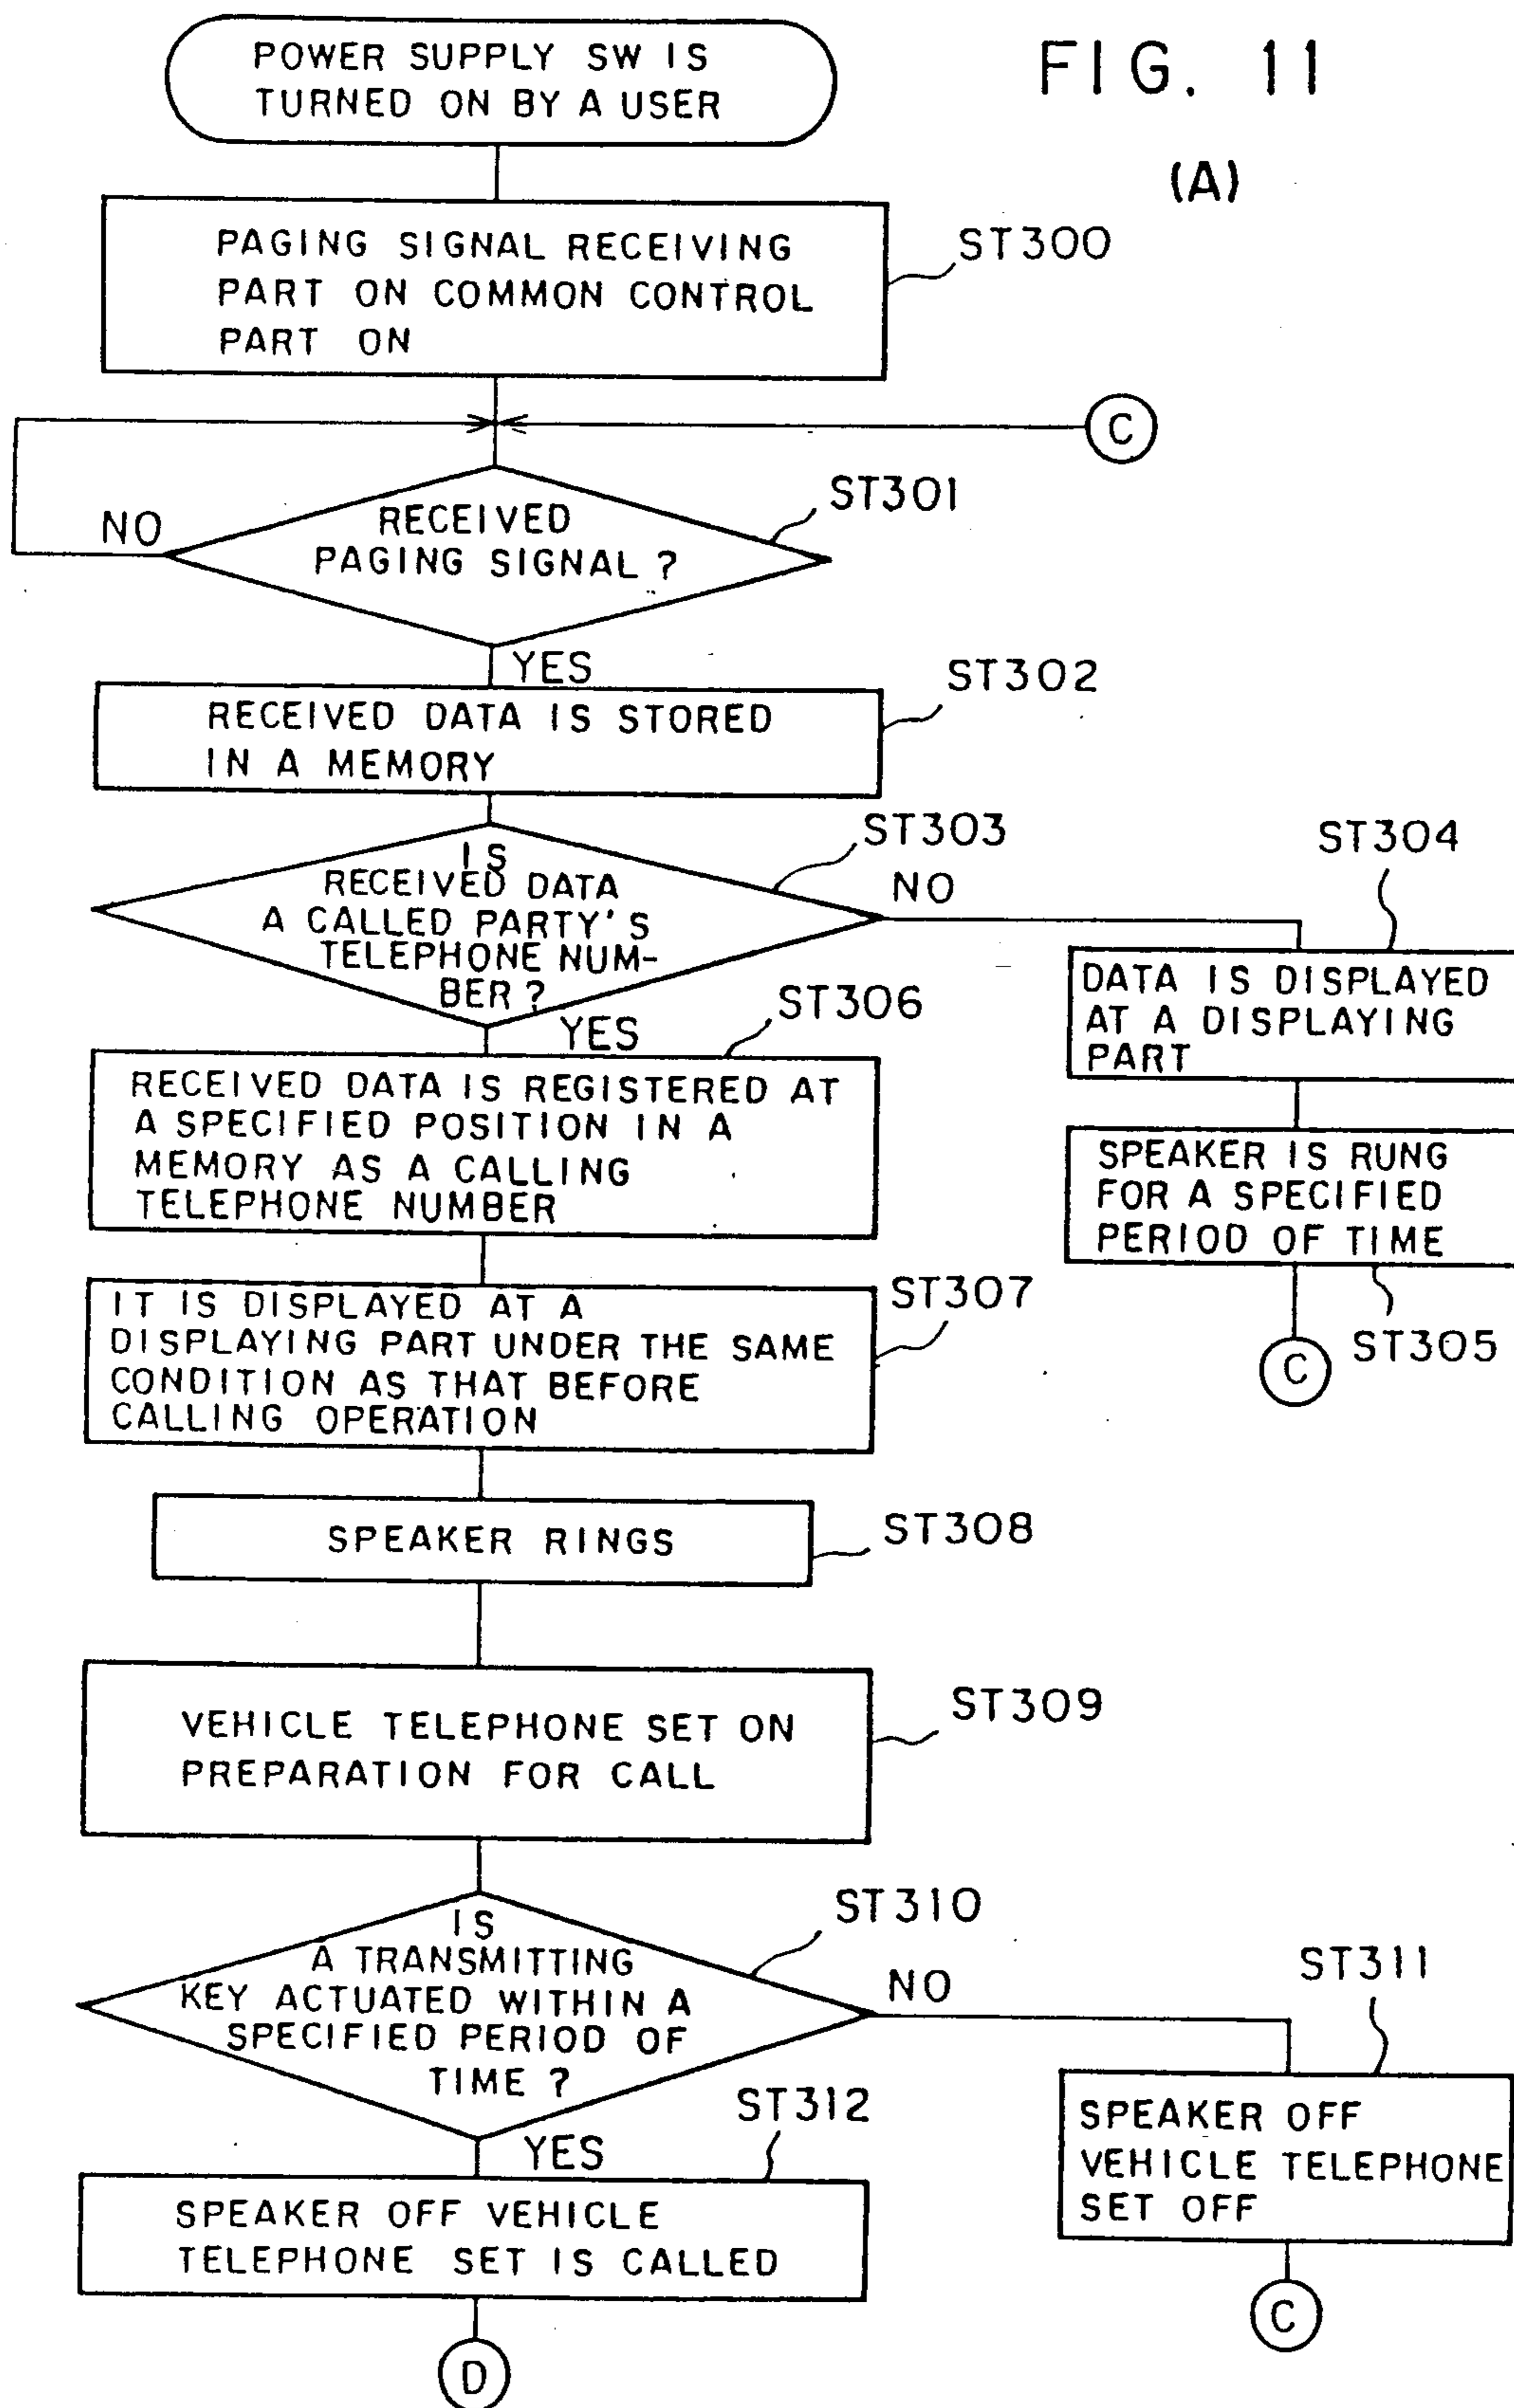 POWER SUPPLY SW IS
TURNED ON BY A USER
FIG. 11
(A)
PAGING SIGNAL RECEIVING
PART ON COMMON CONTROL
PART ON
ST300
C
RECEIVED
PAGING SIGNAL ?
ST301
NO
YES
RECEIVED DATA IS STORED
IN A MEMORY
ST302
IS
RECEIVED DATA
A CALLED PARTY'S
TELEPHONE NUM-
BER ?
ST303
NO
ST304
DATA IS DISPLAYED
AT A DISPLAYING
PART
SPEAKER IS RUNG
FOR A SPECIFIED
PERIOD OF TIME
ST305
C
YES
ST306
RECEIVED DATA IS REGISTERED AT
A SPECIFIED POSITION IN A
MEMORY AS A CALLING
TELEPHONE NUMBER
IT IS DISPLAYED AT A
DISPLAYING PART UNDER THE SAME
CONDITION AS THAT BEFORE
CALLING OPERATION
ST307
SPEAKER RINGS
ST308
VEHICLE TELEPHONE SET ON
PREPARATION FOR CALL
ST309
IS
A TRANSMITTING
KEY ACTUATED WITHIN A
SPECIFIED PERIOD OF
TIME ?
ST310
NO
ST311
SPEAKER OFF
VEHICLE TELEPHONE
SET OFF
C
YES
ST312
SPEAKER OFF VEHICLE
TELEPHONE SET IS CALLED
D